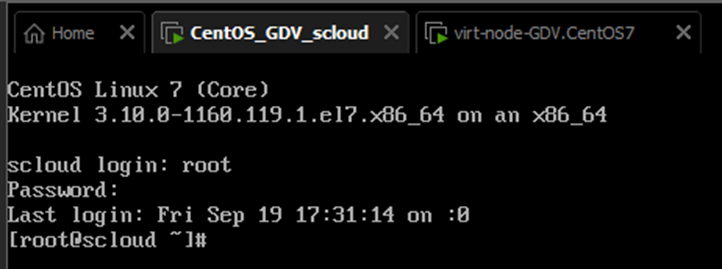 Home
CentOS_GDV_scloud
virt-node-GDV.CentOS7
CentOS Linux 7 (Core)
Kernel 3.10.0-1160.119.1.el7.x86_64 on an x86_64
scloud login: root
Password:
Last login: Fri Sep 19 17:31:14 on :0
[root@scloud ~]#